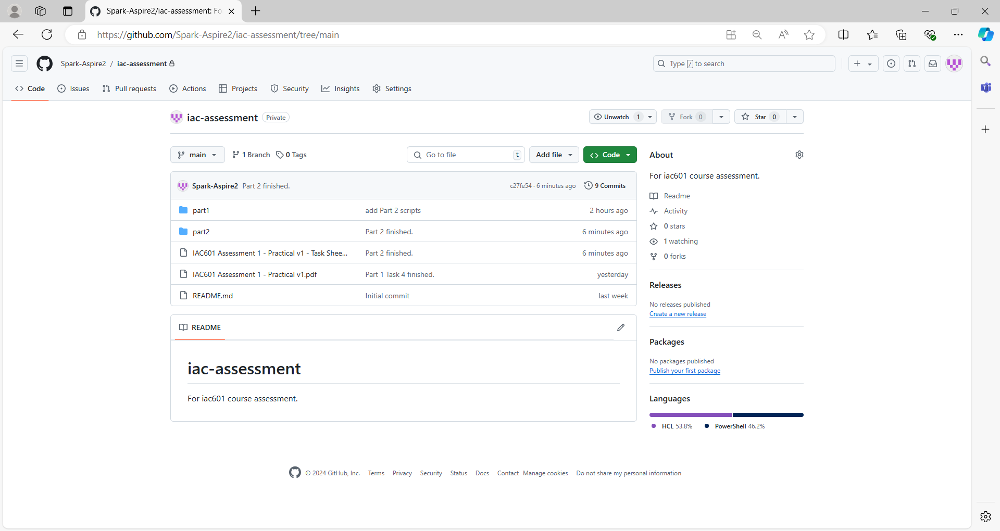 Spark-Aspire2/iac-assessment: Fo
https://github.com/Spark-Aspire2/iac-assessment/tree/main
Spark-Aspire2 / iac-assessment
Type / to search
Code Issues Pull requests Actions Projects Security Insights Settings
iac-assessment Private
Unwatch 1 Fork 0 Star 0
main 1 Branch 0 Tags
Go to file t Add file Code
About
Spark-Aspire2 Part 2 finished. c27fe54 · 6 minutes ago 9 Commits
part1 add Part 2 scripts 2 hours ago
part2 Part 2 finished. 6 minutes ago
IAC601 Assessment 1 - Practical v1 - Task Shee... Part 2 finished. 6 minutes ago
IAC601 Assessment 1 - Practical v1.pdf Part 1 Task 4 finished. yesterday
README.md Initial commit last week
README
iac-assessment
For iac601 course assessment.
For iac601 course assessment.
Readme
Activity
0 stars
1 watching
0 forks
Releases
No releases published
Create a new release
Packages
No packages published
Publish your first package
Languages
HCL 53.8% PowerShell 46.2%
© 2024 GitHub, Inc. Terms Privacy Security Status Docs Contact Manage cookies Do not share my personal information